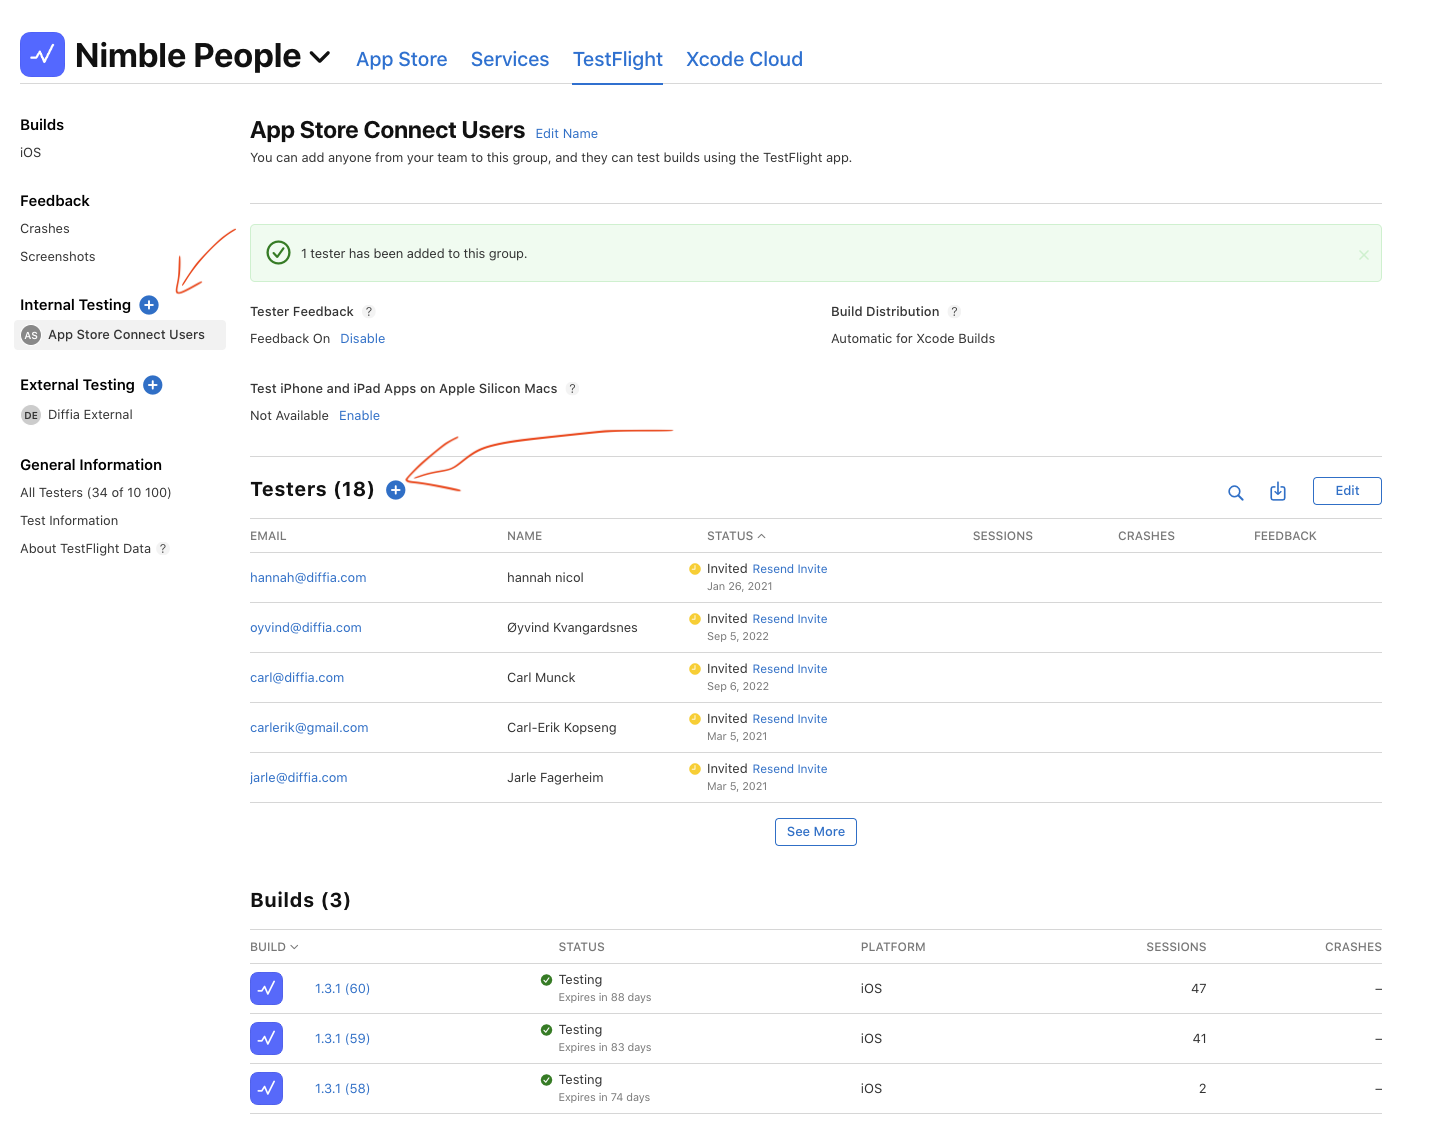 Nimble People App Store Services TestFlight Xcode Cloud
Builds
iOS
Feedback
Crashes
Screenshots
Internal Testing
AS App Store Connect Users
External Testing
DE Diffia External
General Information
All Testers (34 of 10 100)
Test Information
About TestFlight Data ?
App Store Connect Users Edit Name
You can add anyone from your team to this group, and they can test builds using the TestFlight app.
1 tester has been added to this group.
Tester Feedback ?
Feedback On Disable
Build Distribution ?
Automatic for Xcode Builds
Test iPhone and iPad Apps on Apple Silicon Macs ?
Not Available Enable
Testers (18)
Edit
EMAIL NAME STATUS SESSIONS CRASHES FEEDBACK
hannah@diffia.com hannah nicol Invited Resend Invite
Jan 26, 2021
oyvind@diffia.com Øyvind Kvangardsnes Invited Resend Invite
Sep 5, 2022
carl@diffia.com Carl Munck Invited Resend Invite
Sep 6, 2022
carlerik@gmail.com Carl-Erik Kopseng Invited Resend Invite
Mar 5, 2021
jarle@diffia.com Jarle Fagerheim Invited Resend Invite
Mar 5, 2021
See More
Builds (3)
BUILD STATUS PLATFORM SESSIONS CRASHES
1.3.1 (60) Testing iOS 47 –
Expires in 88 days
1.3.1 (59) Testing iOS 41 –
Expires in 83 days
1.3.1 (58) Testing iOS 2 –
Expires in 74 days